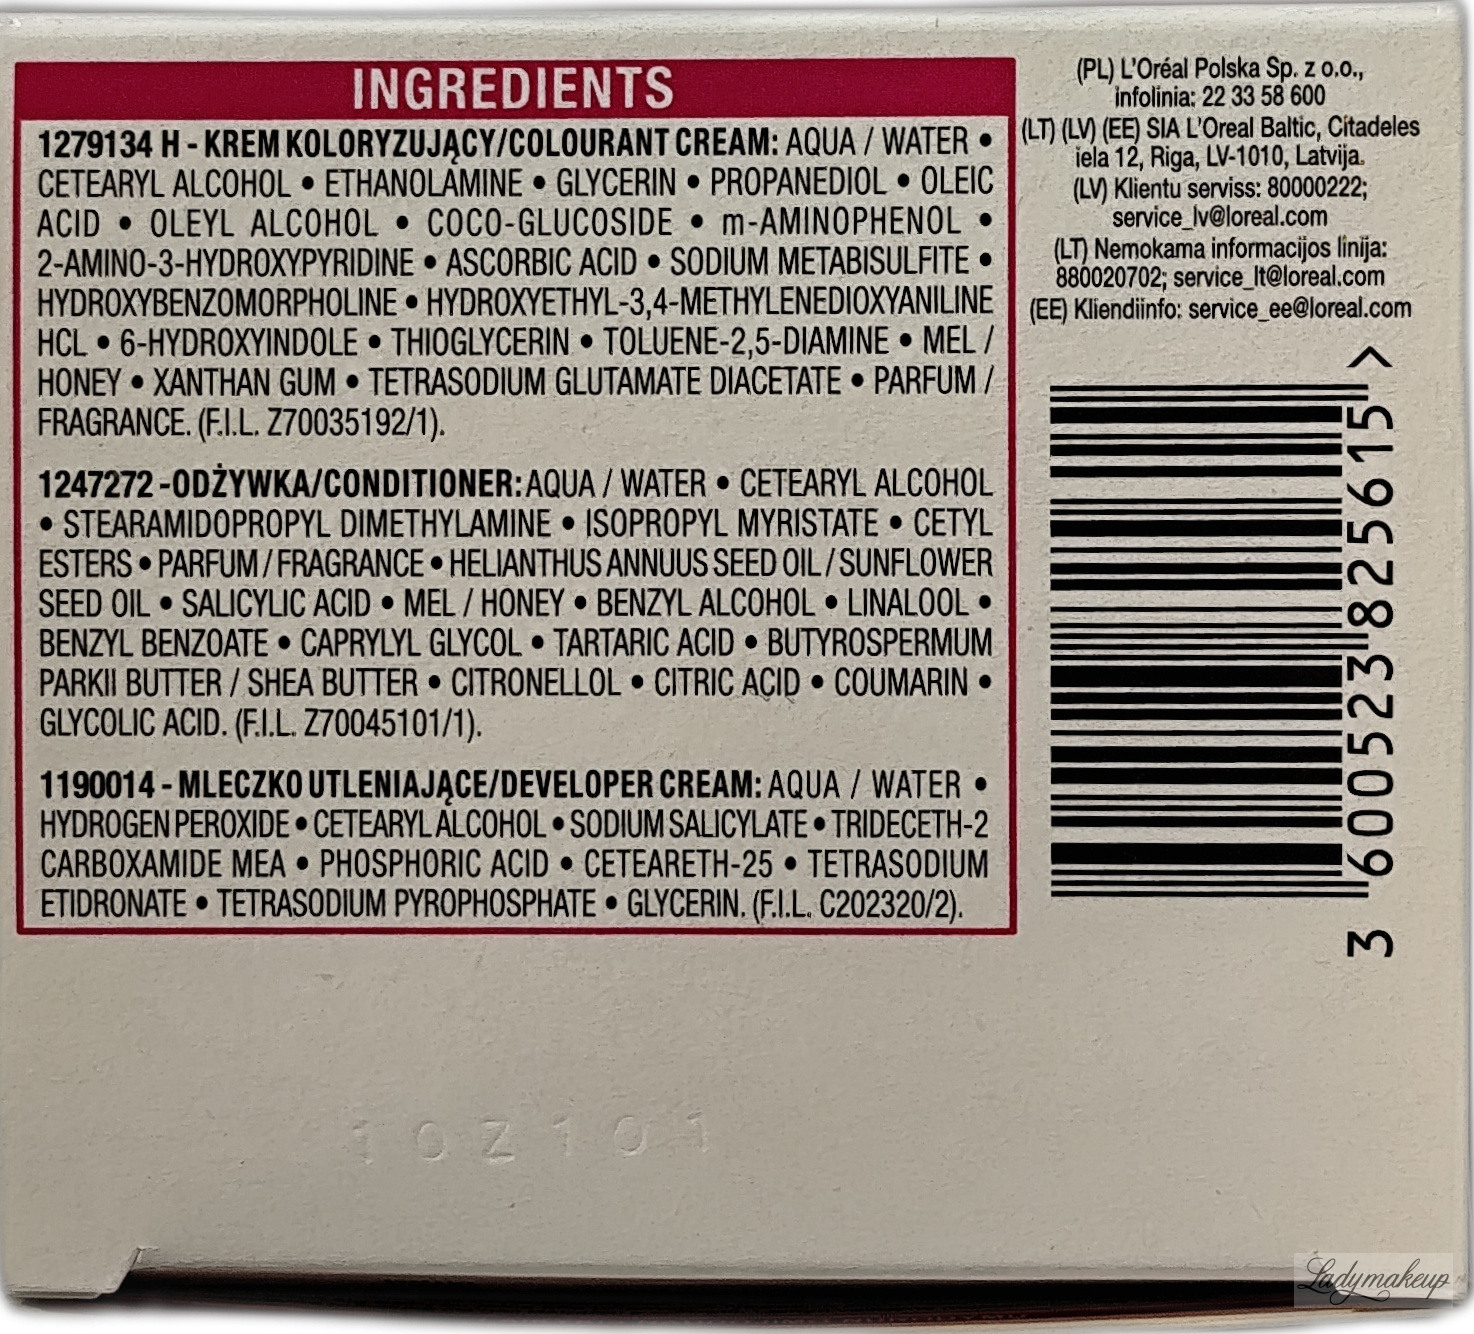 INGREDIENTS
1279134 H - KREM KOLORYZUJĄCY/COLOURANT CREAM: AQUA / WATER •
CETEARYL ALCOHOL • ETHANOLAMINE • GLYCERIN • PROPANEDIOL • OLEIC
ACID • OLEYL ALCOHOL • COCO-GLUCOSIDE • m-AMINOPHENOL •
2-AMINO-3-HYDROXYPYRIDINE • ASCORBIC ACID • SODIUM METABISULFITE •
HYDROXYBENZOMORPHOLINE • HYDROXYETHYL-3,4-METHYLENEDIOXYANILINE
HCL • 6-HYDROXYINDOLE • THIOGLYCERIN • TOLUENE-2,5-DIAMINE • MEL /
HONEY • XANTHAN GUM • TETRASODIUM GLUTAMATE DIACETATE • PARFUM /
FRAGRANCE. (F.I.L. Z70035192/1).
1247272 -ODŻYWKA/CONDITIONER: AQUA / WATER • CETEARYL ALCOHOL
• STEARAMIDOPROPYL DIMETHYLAMINE • ISOPROPYL MYRISTATE • CETYL
ESTERS • PARFUM / FRAGRANCE • HELIANTHUS ANNUUS SEED OIL / SUNFLOWER
SEED OIL • SALICYLIC ACID • MEL / HONEY • BENZYL ALCOHOL • LINALOOL •
BENZYL BENZOATE • CAPRYLYL GLYCOL • TARTARIC ACID • BUTYROSPERMUM
PARKII BUTTER / SHEA BUTTER • CITRONELLOL • CITRIC ACID • COUMARIN •
GLYCOLIC ACID. (F.I.L. Z70045101/1).
1190014 - MLECZKO UTLENIAJĄCE/DEVELOPER CREAM: AQUA / WATER •
HYDROGEN PEROXIDE • CETEARYL ALCOHOL • SODIUM SALICYLATE • TRIDECETH-2
CARBOXAMIDE MEA • PHOSPHORIC ACID • CETEARETH-25 • TETRASODIUM
ETIDRONATE • TETRASODIUM PYROPHOSPHATE • GLYCERIN. (F.I.L. C202320/2).
(PL) L'Oréal Polska Sp. z o.o.,
infolinia: 22 33 58 600
(LT) (LV) (EE) SIA L'Oreal Baltic, Citadeles
iela 12, Riga, LV-1010, Latvija.
(LV) Klientu serviss: 80000222;
service_lv@loreal.com
(LT) Nemokama informacijos linija:
880020702; service_lt@loreal.com
(EE) Kliendiinfo: service_ee@loreal.com
3 600523 825615 >
10Z101
Ladymakeup